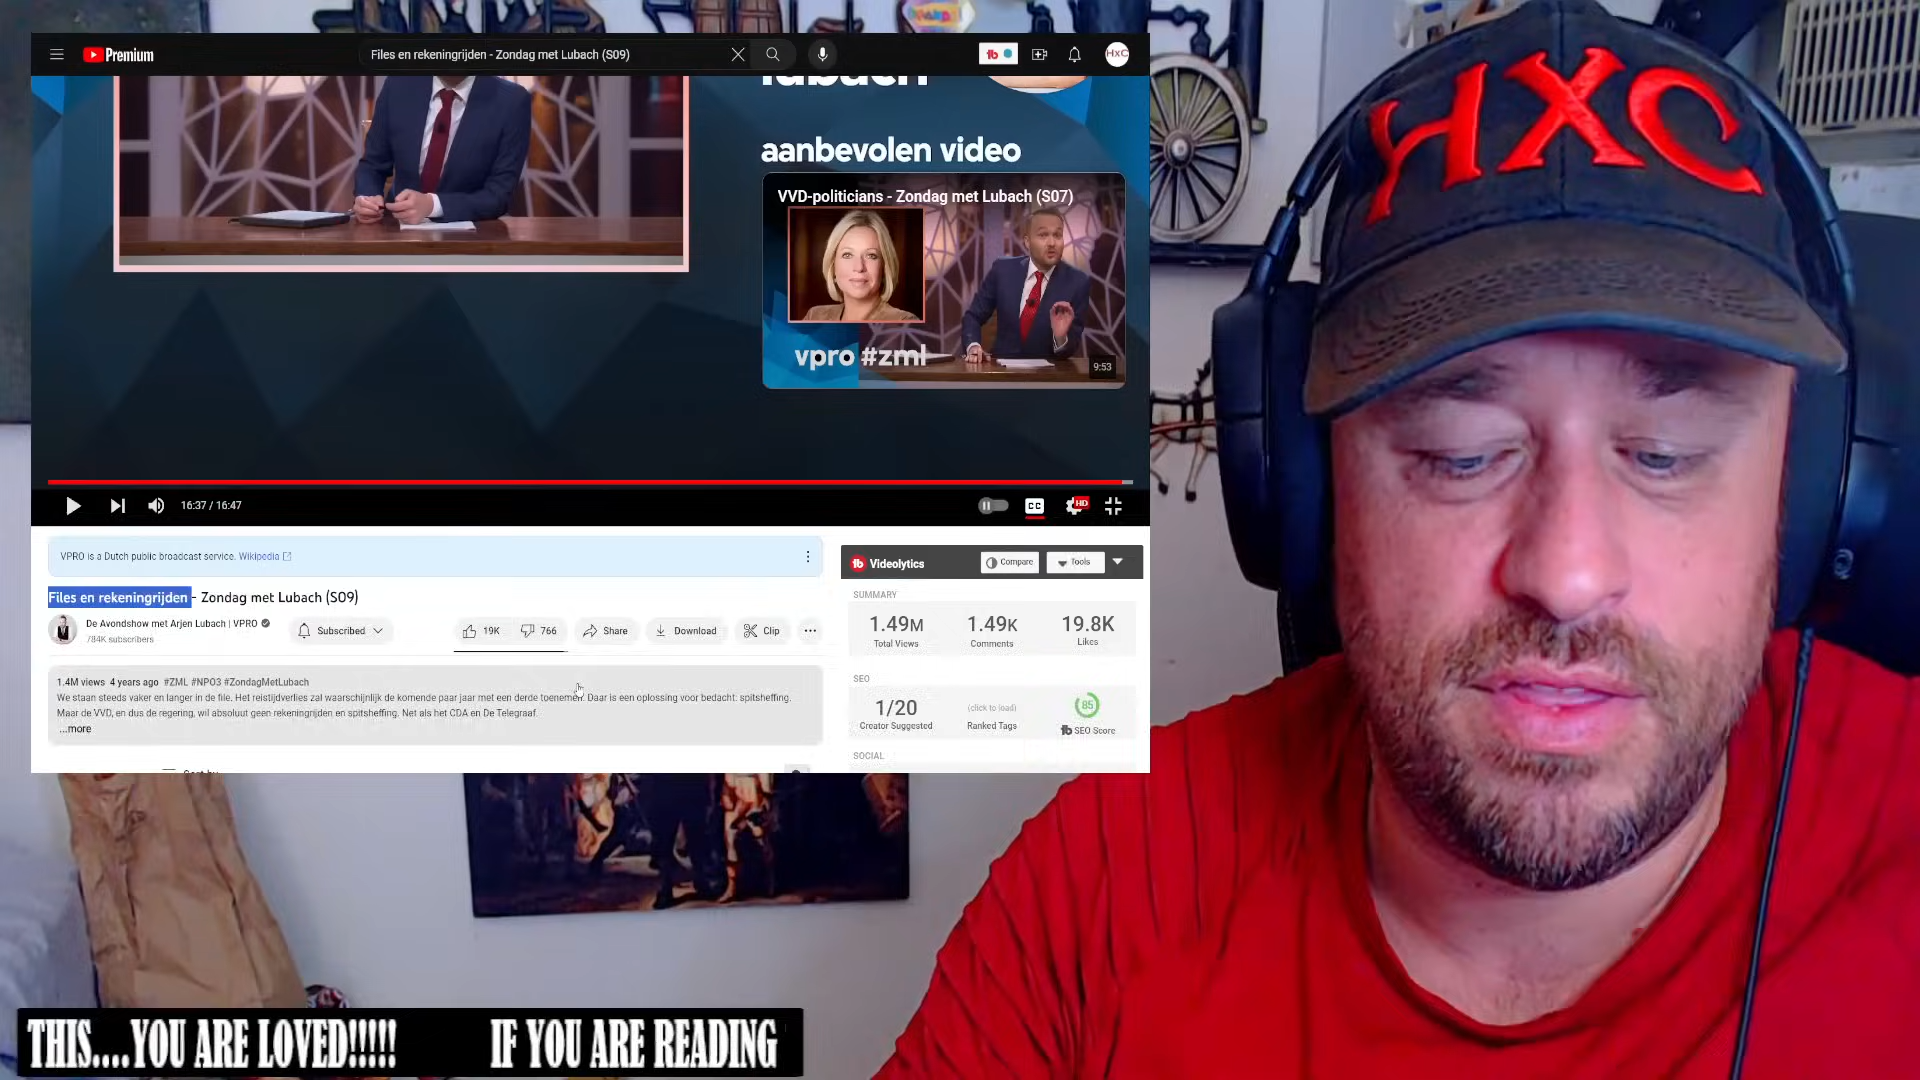 Premium
Files en rekeningrijden - Zondag met Lubach (S09)
HxC
lubach
aanbevolen video
VVD-politicians - Zondag met Lubach (S07)
vpro #zml
9:53
16:37 / 16:47
CC
HD
VPRO is a Dutch public broadcast service. Wikipedia
Files en rekeningrijden - Zondag met Lubach (S09)
De Avondshow met Arjen Lubach | VPRO
784K subscribers
Subscribed
19K
766
Share
Download
Clip
1.4M views 4 years ago #ZML #NPO3 #ZondagMetLubach
We staan steeds vaker en langer in de file. Het reistijdverlies zal waarschijnlijk de komende paar jaar met een derde toenemen. Daar is een oplossing voor bedacht: spitsheffing.
Maar de VVD, en dus de regering, wil absoluut geen rekeningrijden en spitsheffing. Net als het CDA en De Telegraaf.
...more
Sort by
Videolytics
Compare
Tools
SUMMARY
1.49M
Total Views
1.49K
Comments
19.8K
Likes
SEO
1/20
Creator Suggested
(click to load)
Ranked Tags
85
SEO Score
SOCIAL
HXC
THIS....YOU ARE LOVED!!!!! IF YOU ARE READING